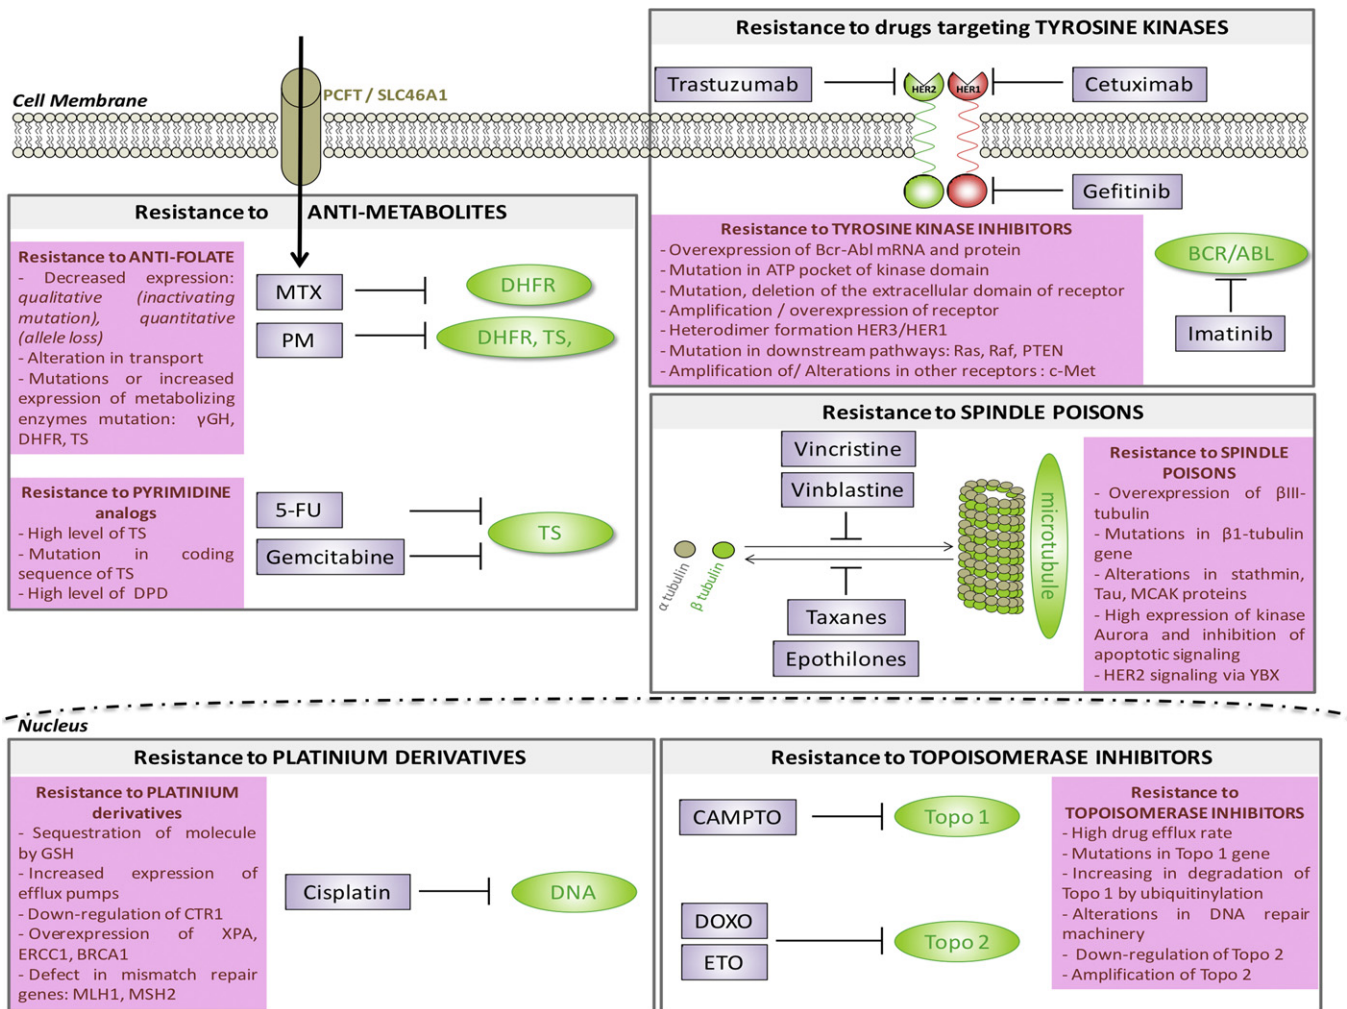 Cell Membrane
PCFT / SLC46A1
Resistance to ANTI-METABOLITES
Resistance to ANTI-FOLATE
- Decreased expression:
qualitative (inactivating
mutation), quantitative
(allele loss)
- Alteration in transport
- Mutations or increased
expression of metabolizing
enzymes mutation: γGH,
DHFR, TS
MTX
DHFR
PM
DHFR, TS,
Resistance to PYRIMIDINE
analogs
- High level of TS
- Mutation in coding
sequence of TS
- High level of DPD
5-FU
Gemcitabine
TS
Resistance to drugs targeting TYROSINE KINASES
Trastuzumab
HER2
HER1
Cetuximab
Gefitinib
Resistance to TYROSINE KINASE INHIBITORS
- Overexpression of Bcr-Abl mRNA and protein
- Mutation in ATP pocket of kinase domain
- Mutation, deletion of the extracellular domain of receptor
- Amplification / overexpression of receptor
- Heterodimer formation HER3/HER1
- Mutation in downstream pathways: Ras, Raf, PTEN
- Amplification of/ Alterations in other receptors : c-Met
BCR/ABL
Imatinib
Resistance to SPINDLE POISONS
Vincristine
Vinblastine
α tubulin
β tubulin
Taxanes
Epothilones
microtubule
Resistance to SPINDLE
POISONS
- Overexpression of βIII-
tubulin
- Mutations in β1-tubulin
gene
- Alterations in stathmin,
Tau, MCAK proteins
- High expression of kinase
Aurora and inhibition of
apoptotic signaling
- HER2 signaling via YBX
Nucleus
Resistance to PLATINIUM DERIVATIVES
Resistance to PLATINIUM
derivatives
- Sequestration of molecule
by GSH
- Increased expression of
efflux pumps
- Down-regulation of CTR1
- Overexpression of XPA,
ERCC1, BRCA1
- Defect in mismatch repair
genes: MLH1, MSH2
Cisplatin
DNA
Resistance to TOPOISOMERASE INHIBITORS
CAMPTO
Topo 1
DOXO
ETO
Topo 2
Resistance to
TOPOISOMERASE INHIBITORS
- High drug efflux rate
- Mutations in Topo 1 gene
- Increasing in degradation of
Topo 1 by ubiquitinylation
- Alterations in DNA repair
machinery
- Down-regulation of Topo 2
- Amplification of Topo 2